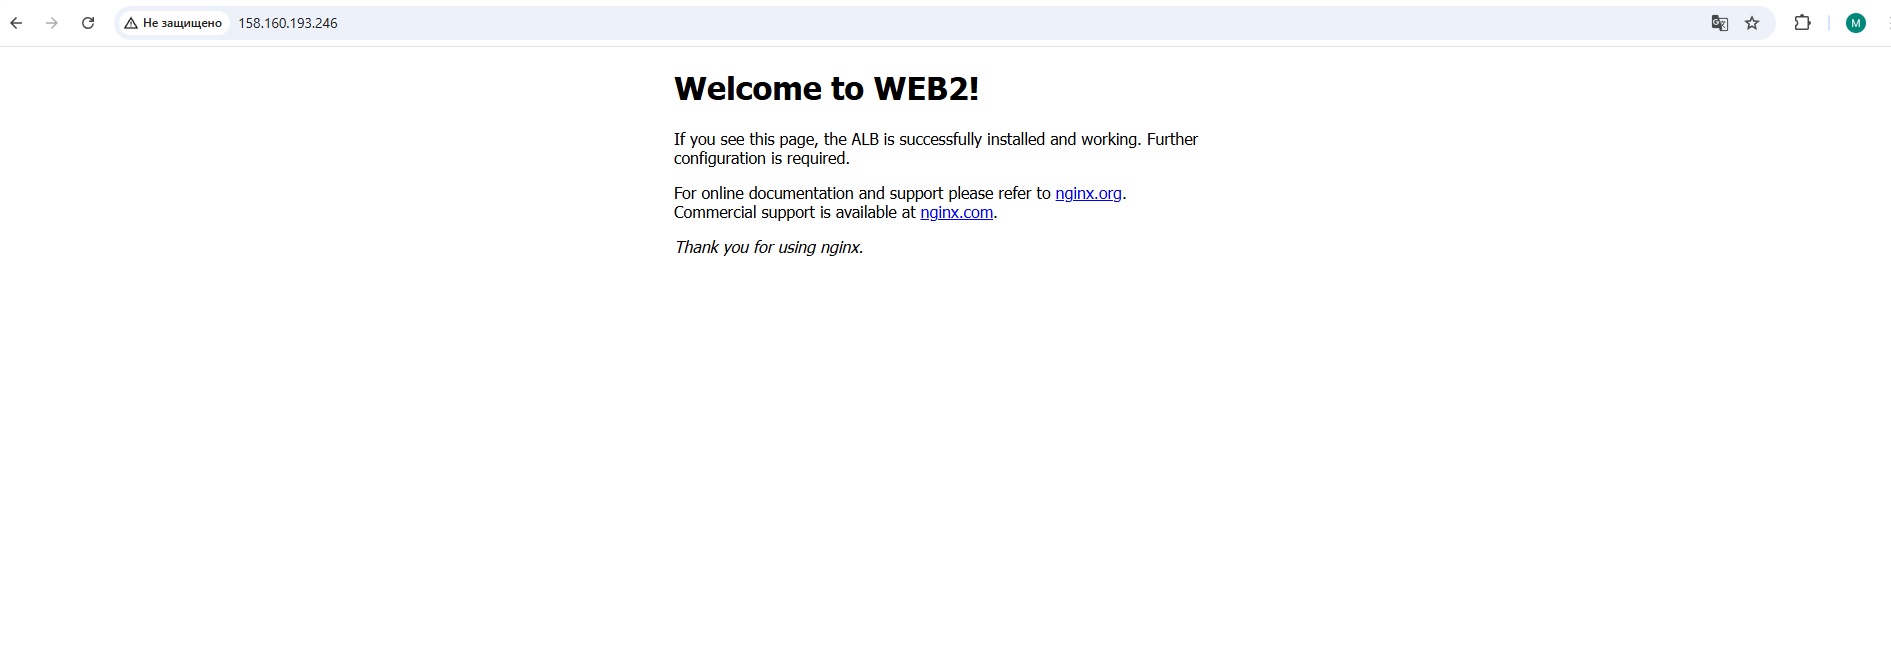 Не защищено 158.160.193.246
M
Welcome to WEB2!
If you see this page, the ALB is successfully installed and working. Further
configuration is required.
For online documentation and support please refer to nginx.org.
Commercial support is available at nginx.com.
Thank you for using nginx.